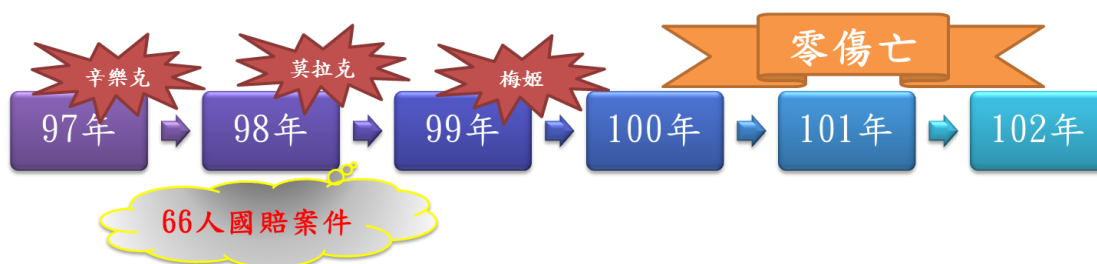 零傷亡
辛樂克
莫拉克
梅姬
97年
98年
99年
100年
101年
102年
66人國賠案件